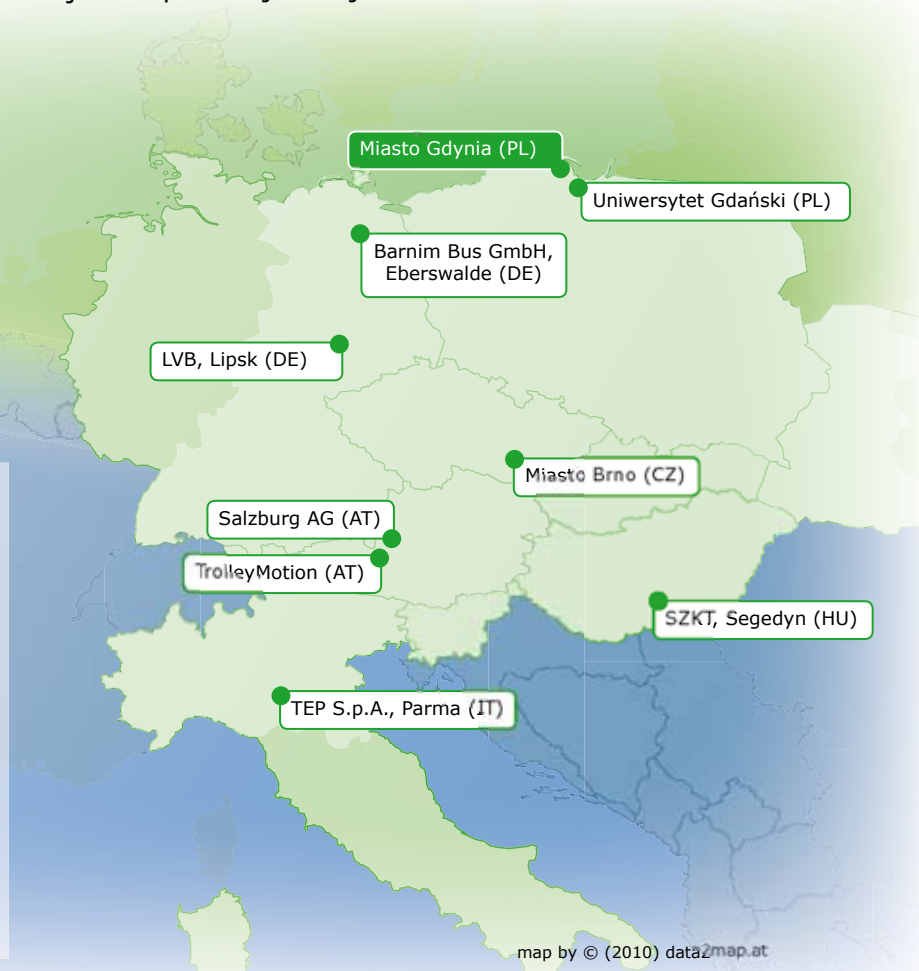 Miasto Gdynia (PL)
Uniwersytet Gdański (PL)
Barnim Bus GmbH,
Eberswalde (DE)
LVB, Lipsk (DE)
Miasto Brno (CZ)
Salzburg AG (AT)
TrolleyMotion (AT)
SZKT, Segedyn (HU)
TEP S.p.A., Parma (IT)
map by © (2010) data2map.at